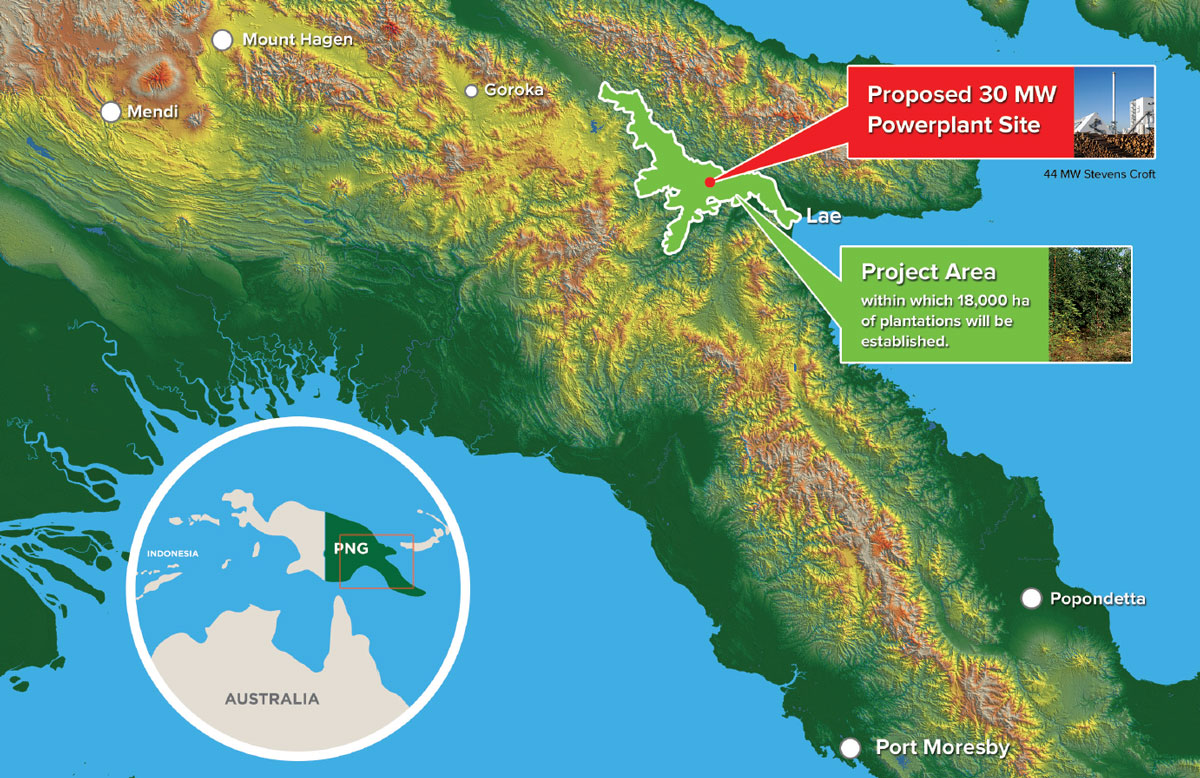 Mount Hagen
Goroka
Mendi
Proposed 30 MW
Powerplant Site
44 MW Stevens Croft
Lae
Project Area
within which 18,000 ha
of plantations will be
established.
INDONESIA
PNG
AUSTRALIA
Popondetta
Port Moresby